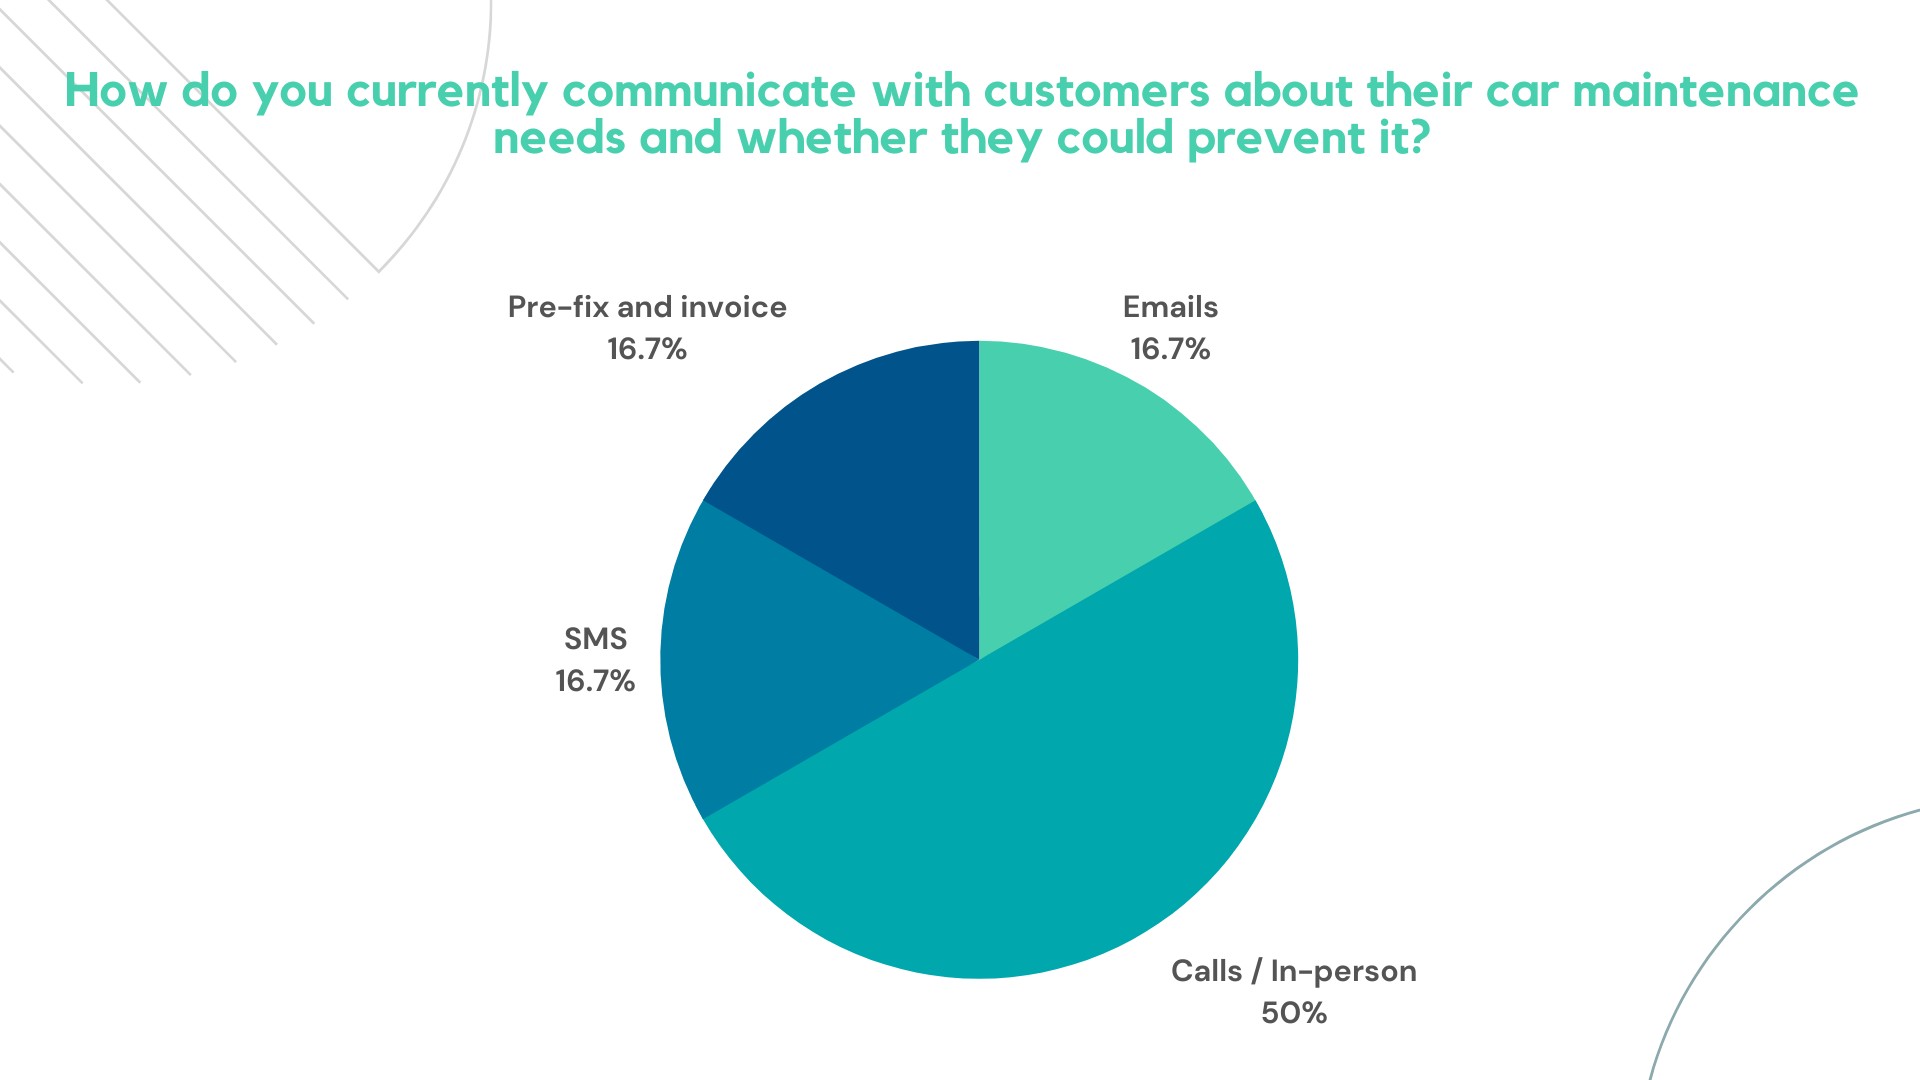 How do you currently communicate with customers about their car maintenance
needs and whether they could prevent it?
Pre-fix and invoice
16.7%
Emails
16.7%
SMS
16.7%
Calls / In-person
50%